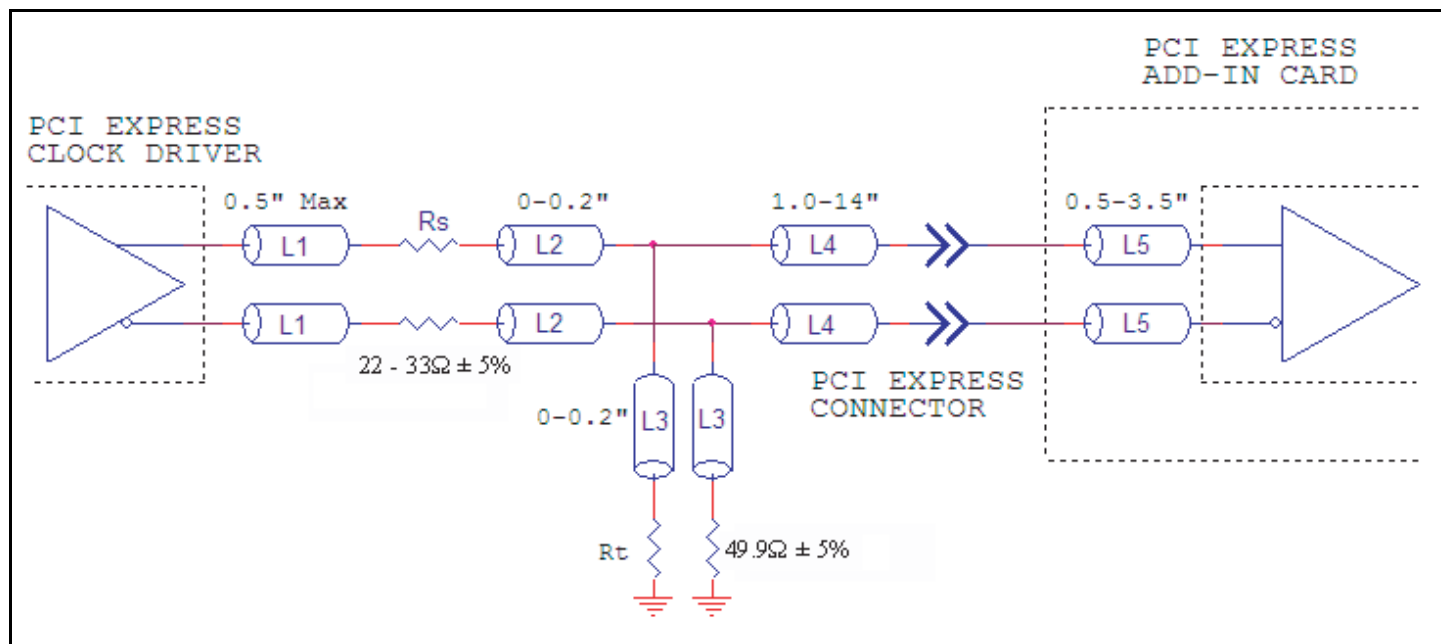 PCI EXPRESS
ADD-IN CARD
PCI EXPRESS
CLOCK DRIVER
0.5" Max
Rs
0-0.2"
1.0-14"
0.5-3.5"
L1
L2
L4
L5
L1
L2
L4
L5
22 - 33Ω ± 5%
PCI EXPRESS
CONNECTOR
0-0.2"
L3
L3
Rt
49.9Ω ± 5%